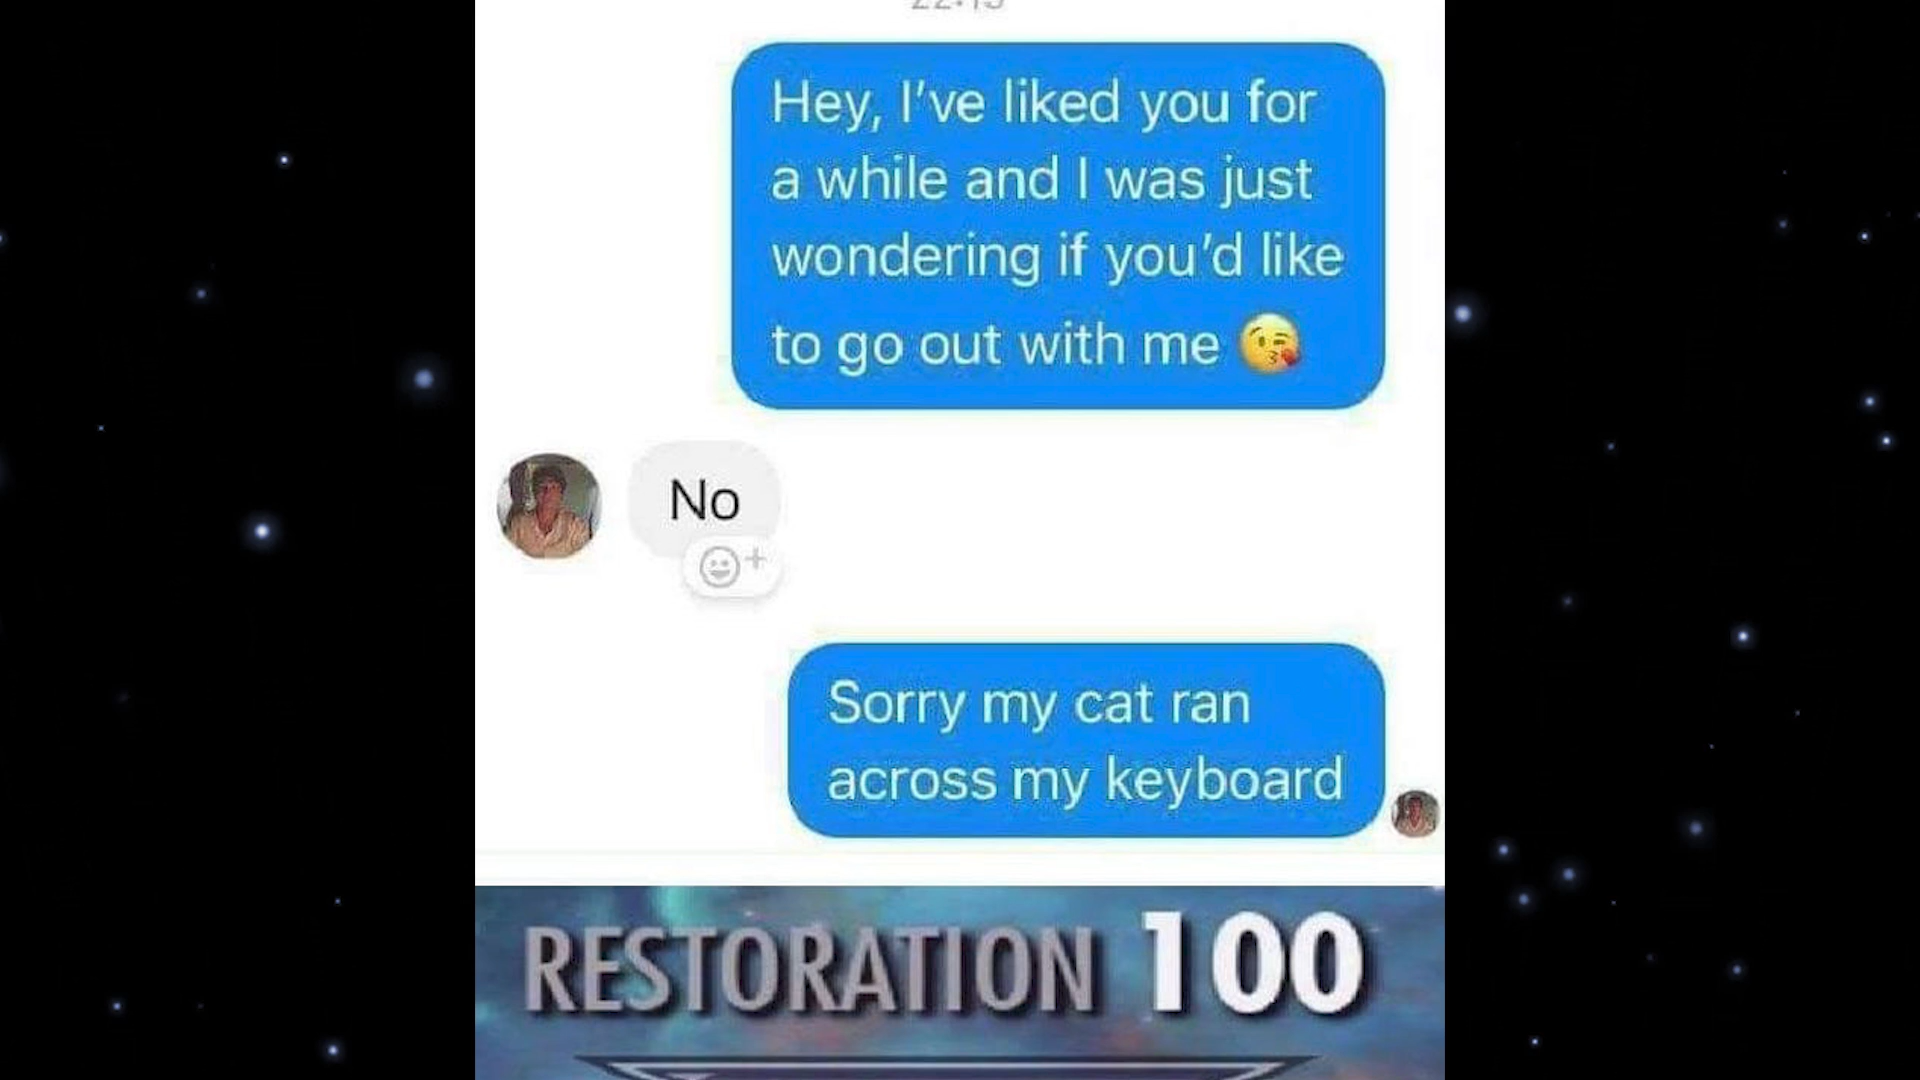 Hey, I've liked you for
a while and I was just
wondering if you'd like
to go out with me 😘
No
Sorry my cat ran
across my keyboard
RESTORATION 100